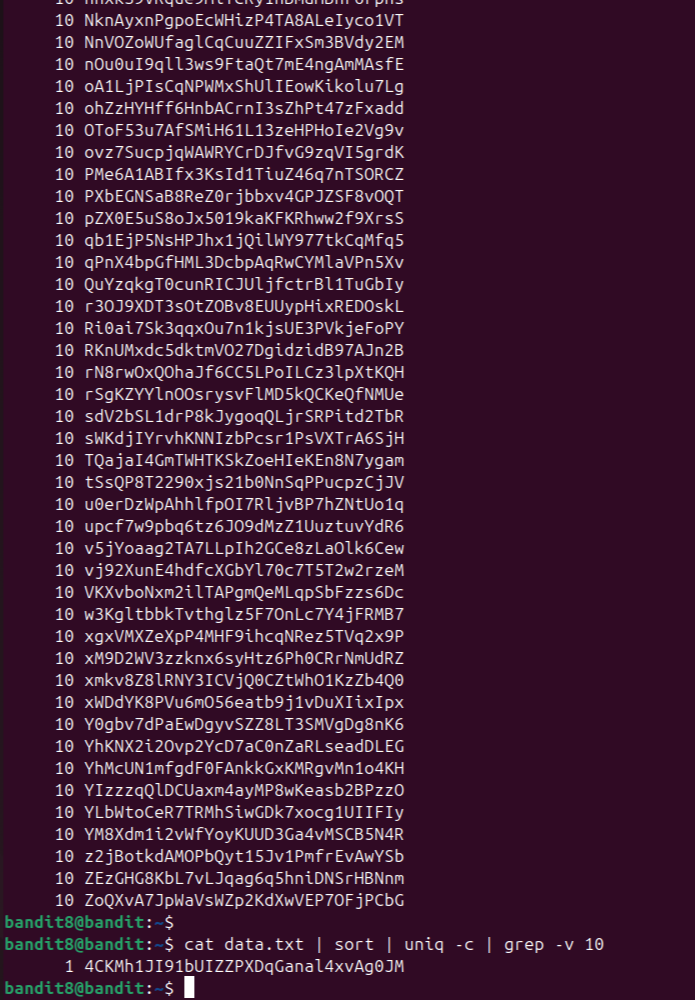 10 NknAyxnPgpoEcWHizP4TA8ALeIyco1VT
10 NnVOZoWUfaglCqCuuZZIFxSm3BVdy2EM
10 nOu0uI9qll3ws9FtaQt7mE4ngAmMAsfE
10 oA1LjPIsCqNPWMxShUlIEowKikolu7Lg
10 ohZzHYHff6HnbACrnI3sZhPt47zFxadd
10 OToF53u7AfSMiH61L13zeHPHoIe2Vg9v
10 ovz7SucpjqWAWRYCrDJfvG9zqVI5grdK
10 PMe6A1ABIfx3KsId1TiuZ46q7nTSORCZ
10 PXbEGNSaB8ReZ0rjbbxv4GPJZSF8vOQT
10 pZX0E5uS8oJx5019kaKFKRhww2f9XrsS
10 qb1EjP5NsHPJhx1jQilWY977tkCqMfq5
10 qPnX4bpGfHML3DcbpAqRwCYMlaVPn5Xv
10 QuYzqkgT0cunRICJUljfctrBl1TuGbIy
10 r3OJ9XDT3sOtZOBv8EUUypHixREDOskL
10 Ri0ai7Sk3qqxOu7n1kjsUE3PVkjeFoPY
10 RKnUMxdc5dktmVO27DgidzidB97AJn2B
10 rN8rwOxQOhaJf6CC5LPoILCz3lpXtKQH
10 rSgKZYYlnOOsrysvFlMD5kQCKeQfNMUe
10 sdV2bSL1drP8kJygoqQLjrSRPitd2TbR
10 sWKdjIYrvhKNNIzbPcsr1PsVXTrA6SjH
10 TQajaI4GmTWHTKSkZoeHIeKEn8N7ygam
10 tSsQP8T2290xjs21b0NnSqPPucpzCjJV
10 u0erDzWpAhhlfpOI7RljvBP7hZNtUo1q
10 upcf7w9pbq6tz6JO9dMzZ1UuztuvYdR6
10 v5jYoaag2TA7LLpIh2GCe8zLaOlk6Cew
10 vj92XunE4hdfcXGbYl70c7T5T2w2rzeM
10 VKXvboNxm2ilTAPgmQeMLqpSbFzzs6Dc
10 w3KgltbbkTvthglz5F7OnLc7Y4jFRMB7
10 xgxVMXZeXpP4MHF9ihcqNRez5TVq2x9P
10 xM9D2WV3zzknx6syHtz6Ph0CRrNmUdRZ
10 xmkv8Z8lRNY3ICVjQ0CZtWhO1KzZb4Q0
10 xWDdYK8PVu6mO56eatb9j1vDuXIixIpx
10 Y0gbv7dPaEwDgyvSZZ8LT3SMVgDg8nK6
10 YhKNX2i2Ovp2YcD7aC0nZaRLseadDLEG
10 YhMcUN1mfgdF0FAnkkGxKMRgvMn1o4KH
10 YIzzzqQlDCUaxm4ayMP8wKeasb2BPzzO
10 YLbWtoCeR7TRMhSiwGDk7xocg1UIIFIy
10 YM8Xdm1i2vWfYoyKUUD3Ga4vMSCB5N4R
10 z2jBotkdAMOPbQyt15Jv1PmfrEvAwYSb
10 ZEzGHG8KbL7vLJqag6q5hniDNSrHBNnm
10 ZoQXvA7JpWaVsWZp2KdXwVEP7OFjPCbG
bandit8@bandit:~$
bandit8@bandit:~$ cat data.txt | sort | uniq -c | grep -v 10
1 4CKMh1JI91bUIZZPXDqGanal4xvAg0JM
bandit8@bandit:~$